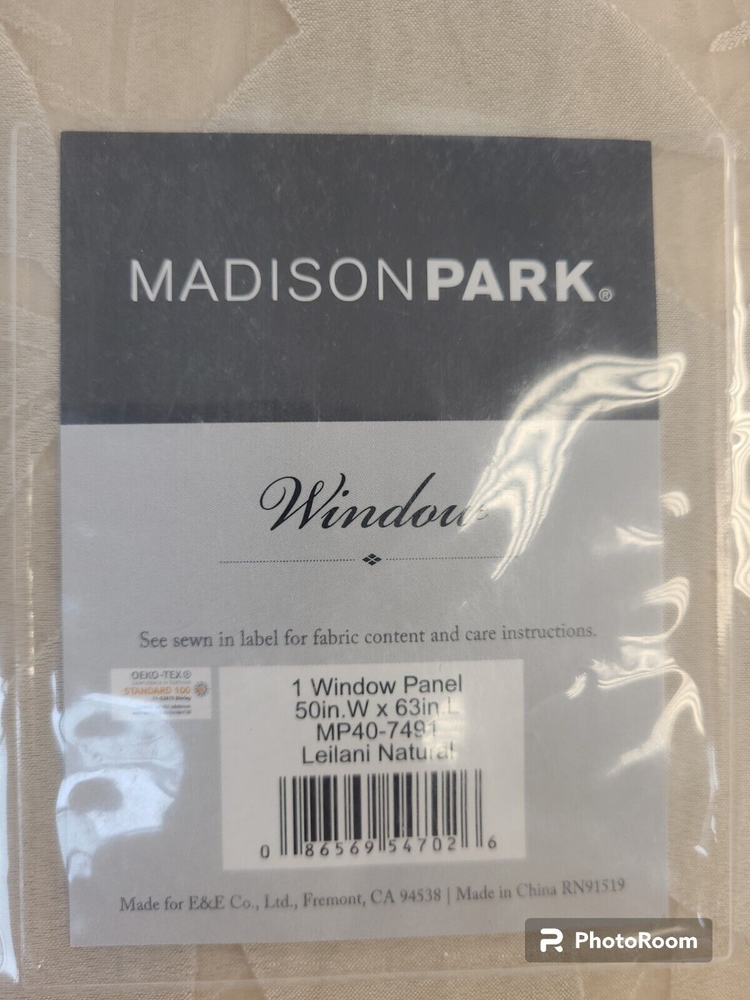 MADISONPARK®
Window
See sewn in label for fabric content and care instructions.
OEKO-TEX®
STANDARD 100
1 Window Panel
50in.W x 63in.L
MP40-7491
Leilani Natural
0 86569 54702 6
Made for E&E Co., Ltd., Fremont, CA 94538 | Made in China RN91519
PhotoRoom